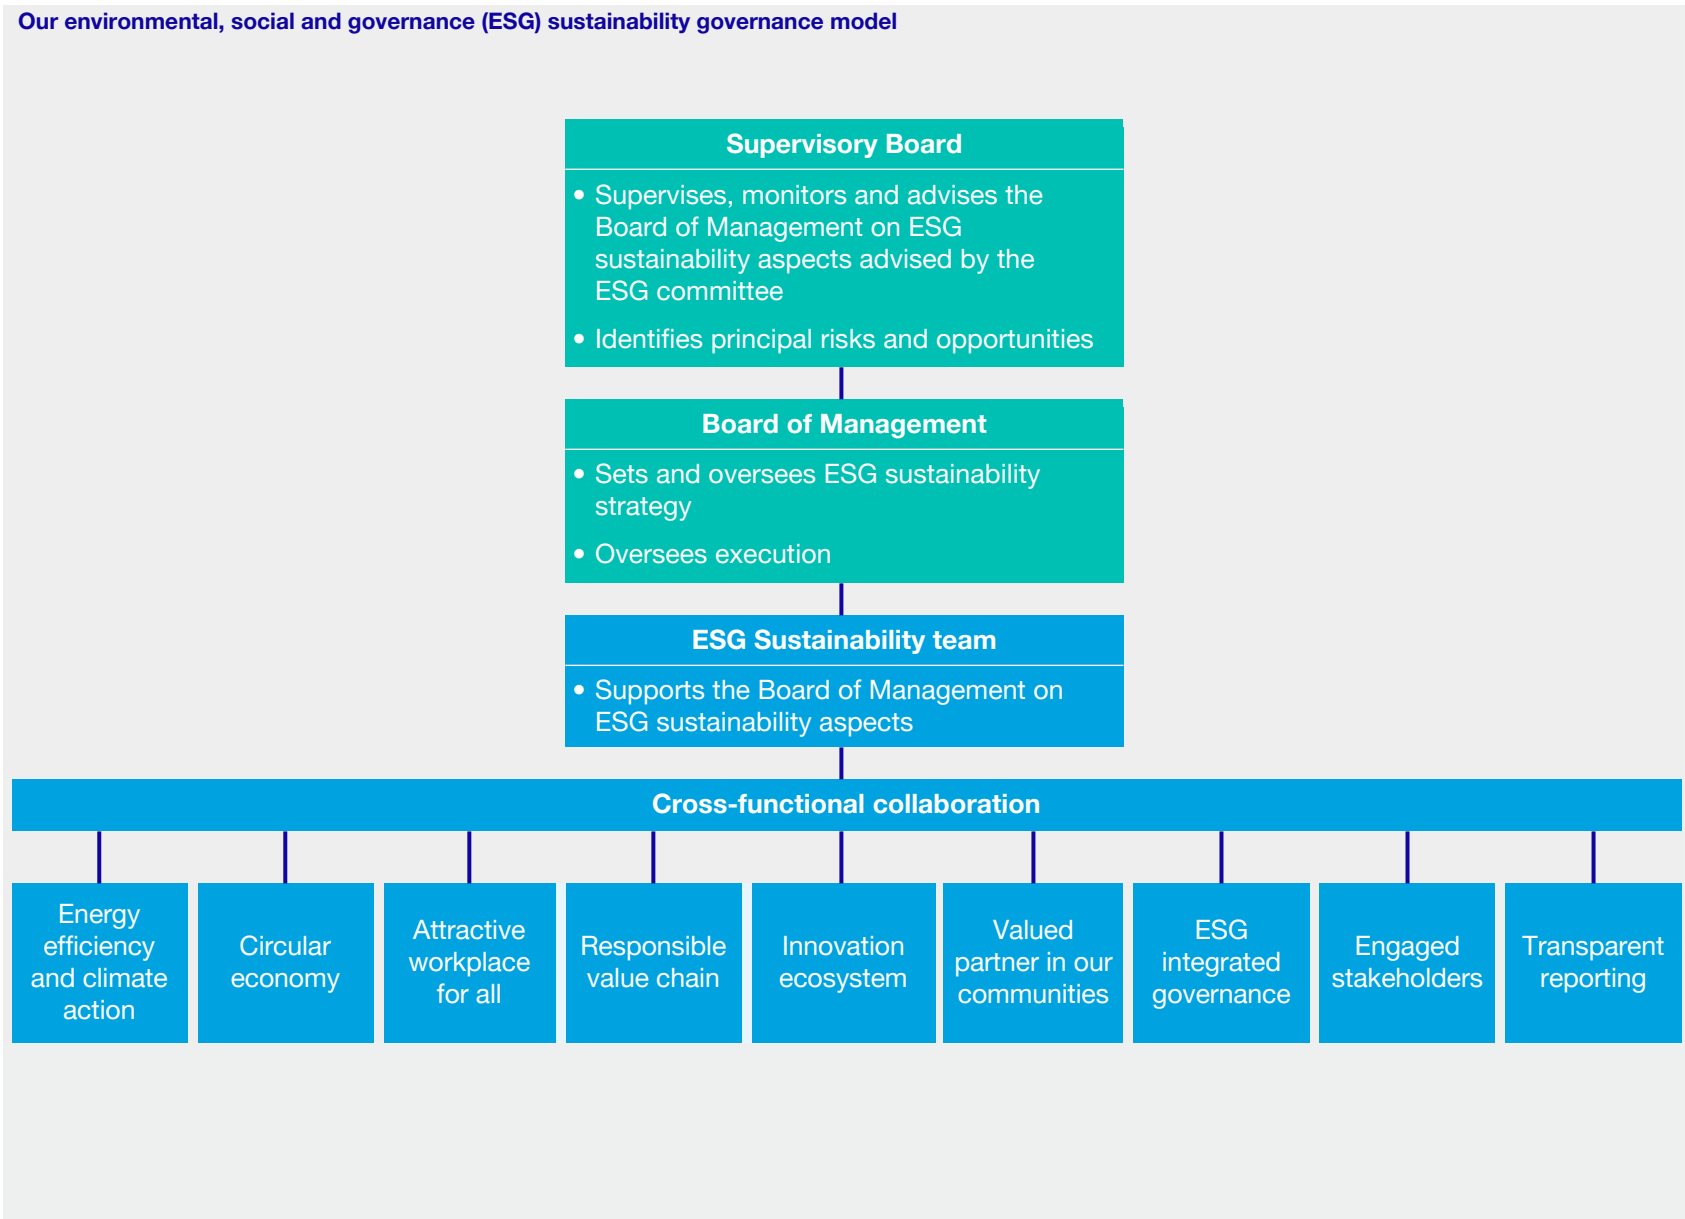 Our environmental, social and governance (ESG) sustainability governance model
Supervisory Board
• Supervises, monitors and advises the
Board of Management on ESG
sustainability aspects advised by the
ESG committee
• Identifies principal risks and opportunities
Board of Management
• Sets and oversees ESG sustainability
strategy
• Oversees execution
ESG Sustainability team
• Supports the Board of Management on
ESG sustainability aspects
Cross-functional collaboration
Energy
efficiency
and climate
action
Circular
economy
Attractive
workplace
for all
Responsible
value chain
Innovation
ecosystem
Valued
partner in our
communities
ESG
integrated
governance
Engaged
stakeholders
Transparent
reporting